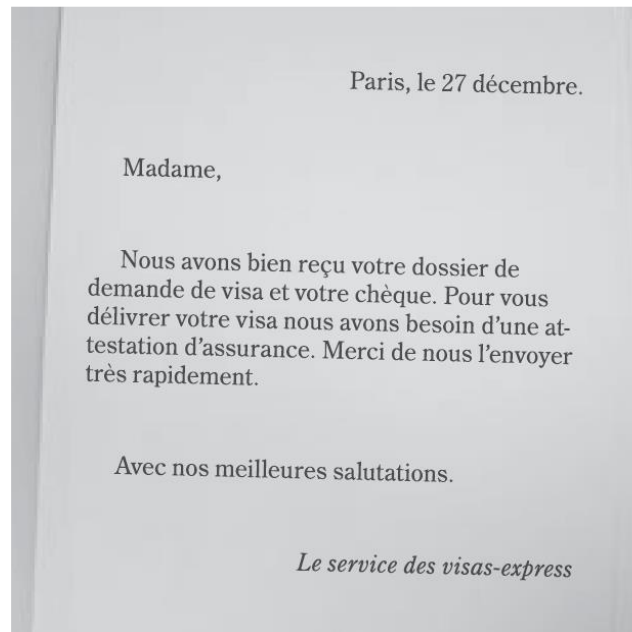 Paris, le 27 décembre.
Madame,
Nous avons bien reçu votre dossier de
demande de visa et votre chèque. Pour vous
délivrer votre visa nous avons besoin d'une at-
testation d'assurance. Merci de nous l'envoyer
très rapidement.
Avec nos meilleures salutations.
Le service des visas-express